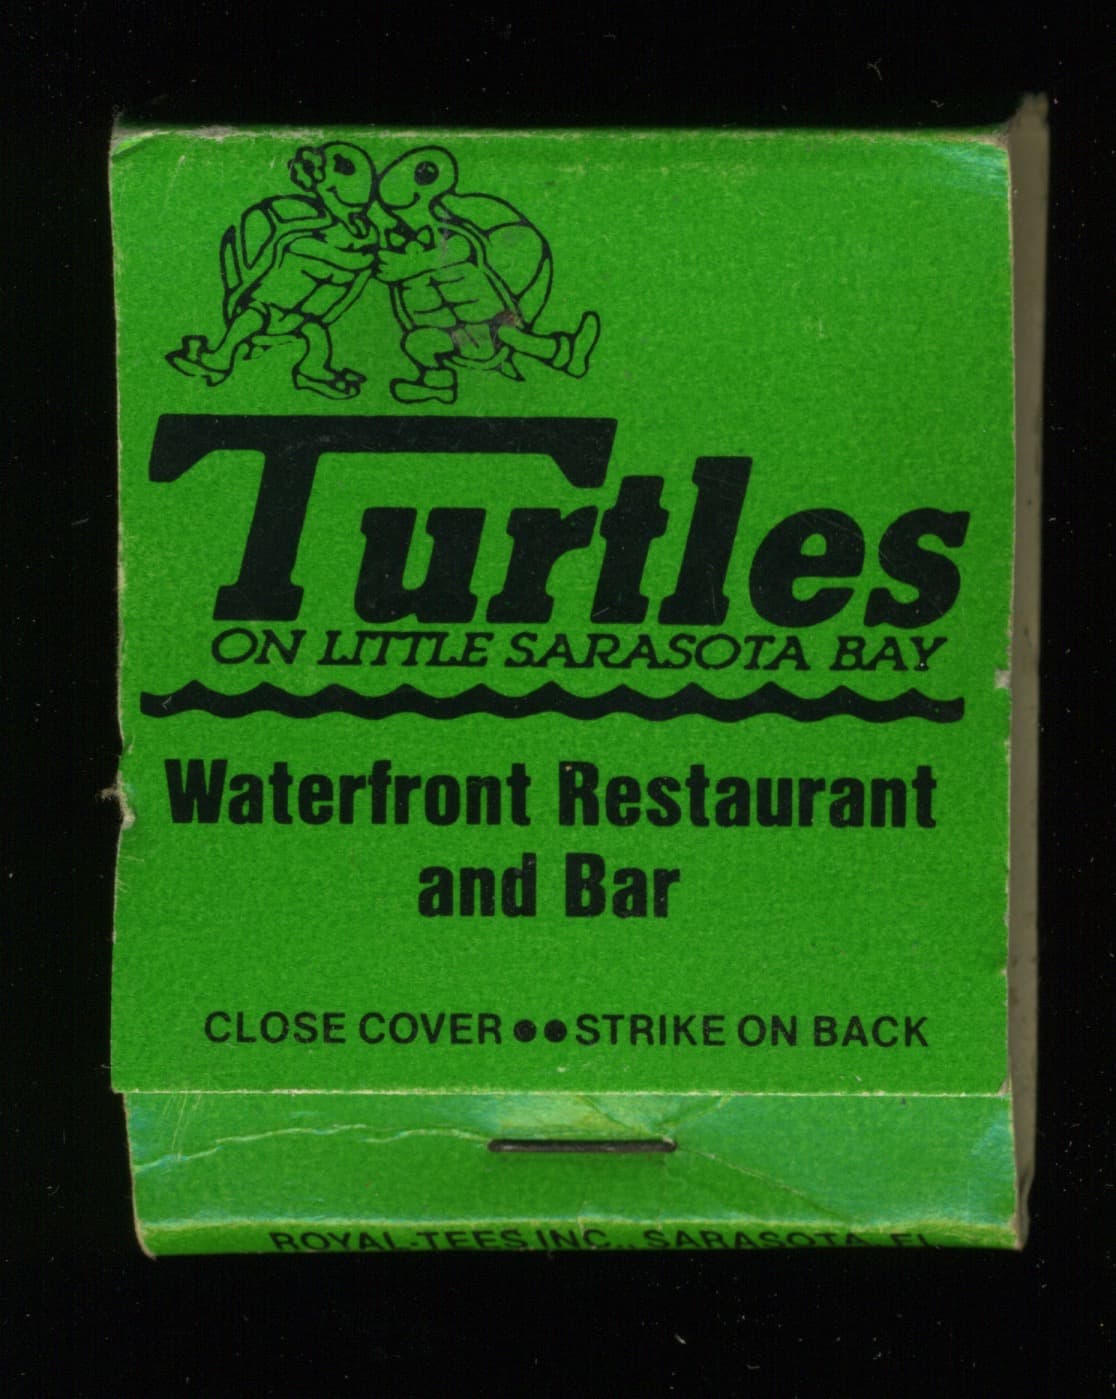 Turtles
ON LITTLE SARASOTA BAY
Waterfront Restaurant
and Bar
CLOSE COVER ●● STRIKE ON BACK
ROYAL-TEES INC., SARASOTA, FL